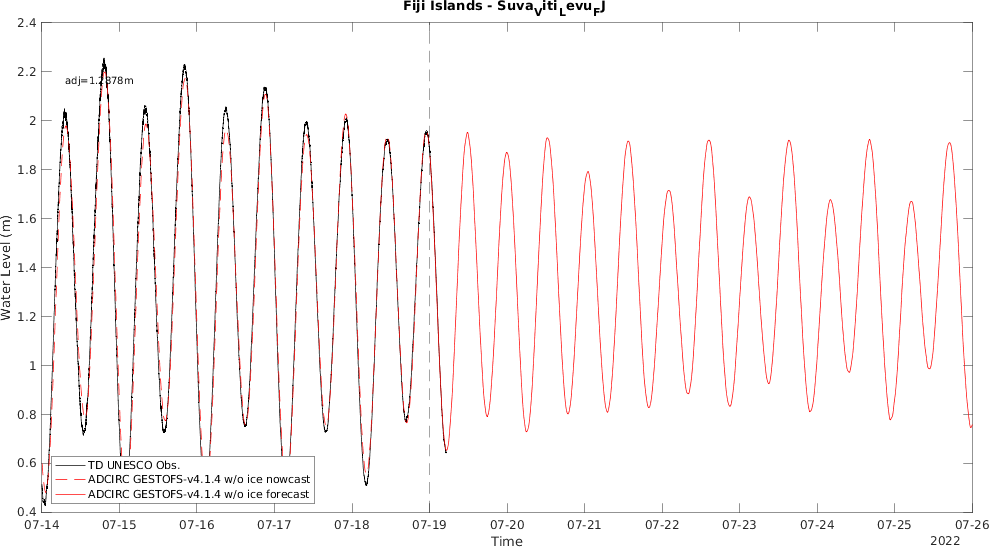 Fiji Islands - Suva_Viti_Levu_FJ
2.4
2.2
2
1.8
1.6
1.4
1.2
1
0.8
0.6
0.4
Water Level (m)
TD UNESCO Obs.
ADCIRC GESTOFS-v4.1.4 w/o ice nowcast
ADCIRC GESTOFS-v4.1.4 w/o ice forecast
07-14 07-15 07-16 07-17 07-18 07-19 07-20 07-21 07-22 07-23 07-24 07-25 07-26
Time
2022